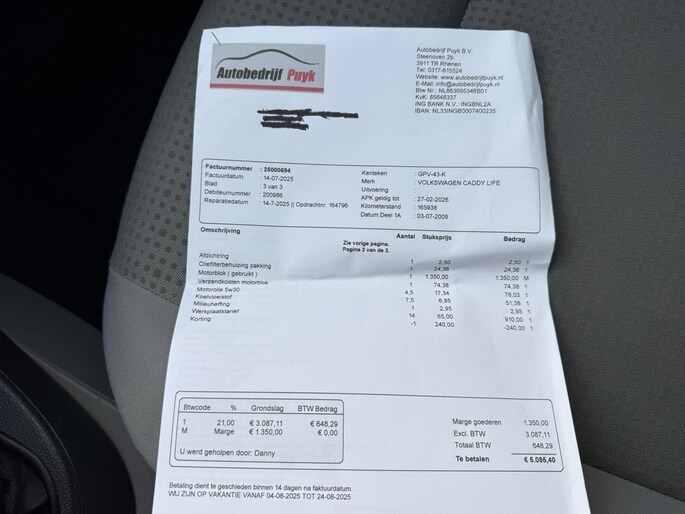 Autobedrijf Puyk
Autobedrijf Puyk B.V.
Steenoven 2b
3911 TR Rhenen
Tel: 0317-615524
Website: www.autobedrijfpuyk.nl
E-Mail: info@autobedrijfpuyk.nl
Btw Nr.: NL863695346B01
KvK: 85648337
ING BANK N.V.: INGBNL2A
IBAN: NL33INGB0007400235
Factuurnummer : 25000694
Factuurdatum : 14-07-2025
Blad : 3 van 3
Debiteurnummer : 200986
Reparatiedatum : 14-7-2025 || Opdrachtnr: 164796
Kenteken : GPV-43-K
Merk : VOLKSWAGEN CADDY LIFE
Uitvoering :
APK geldig tot : 27-02-2026
Kilometerstand : 165936
Datum Deel 1A : 03-07-2008
Omschrijving Aantal Stuksprijs Bedrag
Zie vorige pagina.
Pagina 3 van de 3.
Afdichtring 1 2,50 2,50 1
Oliefilterbehuizing pakking 1 24,36 24,36 1
Motorblok ( gebruikt ) 1 1.350,00 1.350,00 M
Verzendkosten motorblok 1 74,38 74,38 1
Motorolie 5w30 4,5 17,34 78,03 1
Koelvloeistof 7,5 6,85 51,38 1
Milieuheffing 1 2,95 2,95 1
Werkplaatstarief 14 65,00 910,00 1
Korting -1 240,00 -240,00 1
Btwcode % Grondslag BTW Bedrag
1 21,00 € 3.087,11 € 648,29
M Marge € 1.350,00 € 0,00
U werd geholpen door: Danny
Marge goederen 1.350,00
Excl. BTW 3.087,11
Totaal BTW 648,29
Te betalen € 5.085,40
Betaling dient te geschieden binnen 14 dagen na factuurdatum.
WIJ ZIJN OP VAKANTIE VANAF 04-08-2025 TOT 24-08-2025